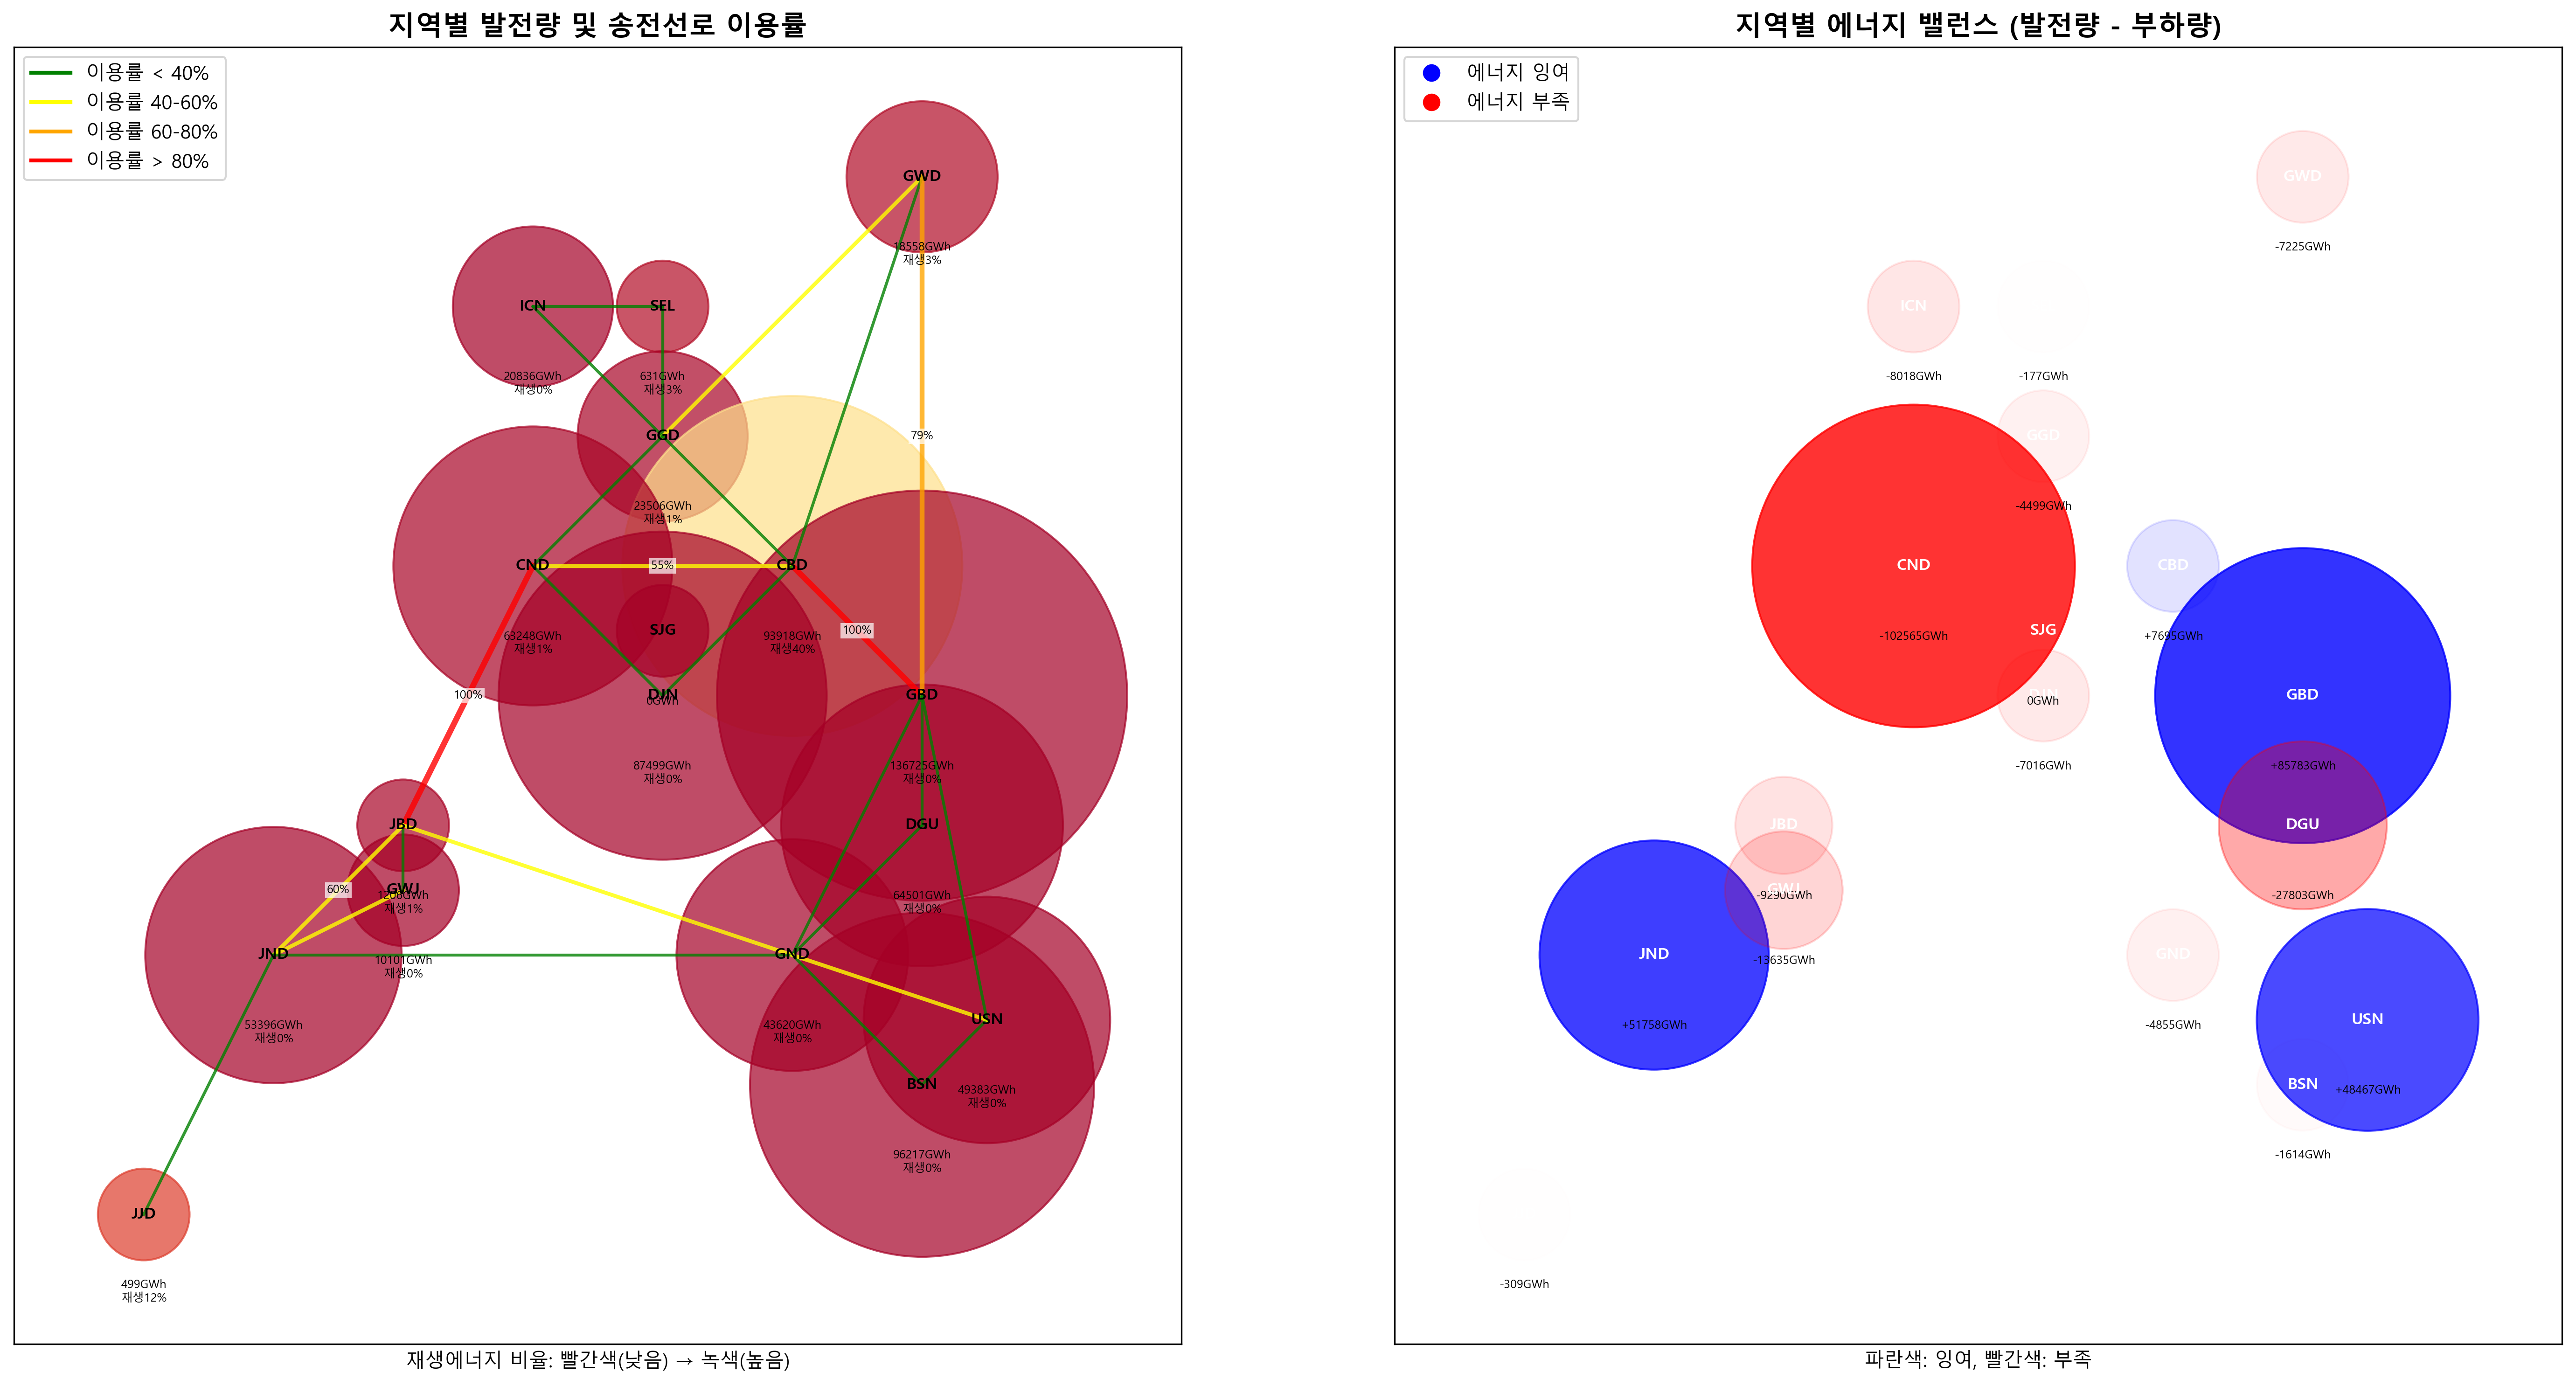 지역별 발전량 및 송전선로 이용률
이용률 < 40%
이용률 40-60%
이용률 60-80%
이용률 > 80%
GWD
18558GWh
재생3%
ICN
SEL
20836GWh
재생0%
631GWh
재생3%
GGD
79%
23506GWh
재생1%
CND
55%
CBD
SJG
100%
63248GWh
재생1%
93918GWh
재생40%
100%
DJN
0GWh
GBD
87499GWh
재생0%
136725GWh
재생0%
JBD
DGU
60%
GWJ
재생1%
64501GWh
재생0%
JND
10101GWh
재생0%
GND
53396GWh
재생0%
43620GWh
재생0%
USN
BSN
49383GWh
재생0%
96217GWh
재생0%
JJD
499GWh
재생12%
재생에너지 비율: 빨간색(낮음) → 녹색(높음)
지역별 에너지 밸런스 (발전량 - 부하량)
에너지 잉여
에너지 부족
GWD
-7225GWh
ICN
-8018GWh
-177GWh
GGD
-4499GWh
CND
CBD
SJG
-102565GWh
+7695GWh
DJN
0GWh
GBD
-7016GWh
+85783GWh
JBD
DGU
GWJ
-9290GWh
-27803GWh
JND
-13635GWh
GND
+51758GWh
-4855GWh
USN
BSN
+48467GWh
-1614GWh
-309GWh
파란색: 잉여, 빨간색: 부족